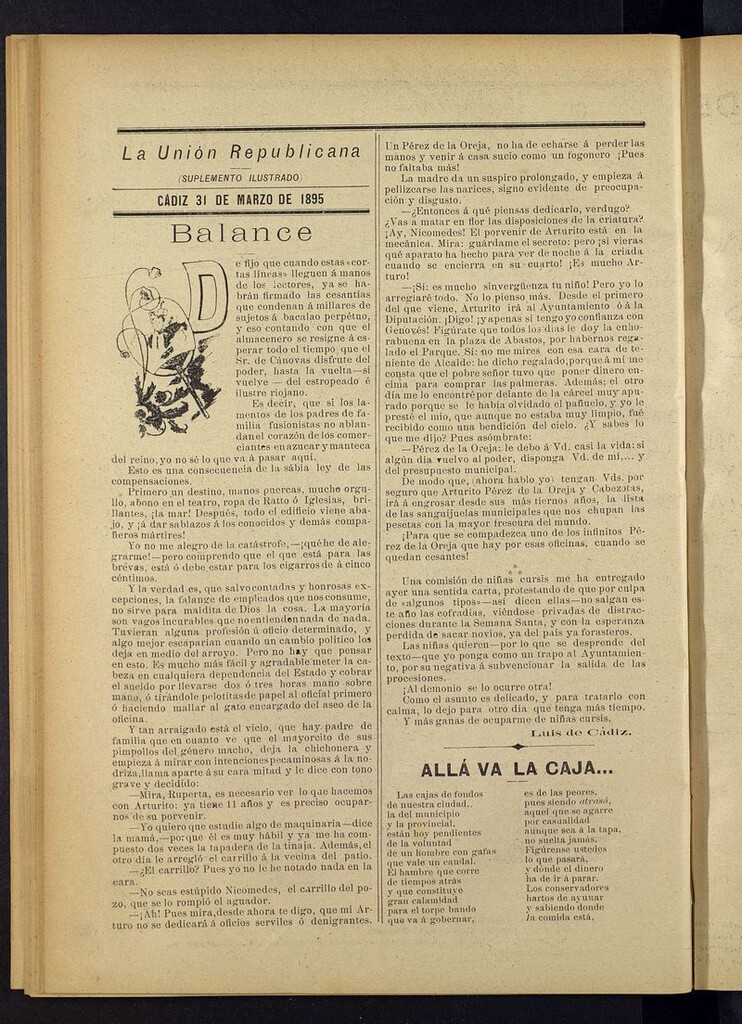 La Unión Republicana
(SUPLEMENTO ILUSTRADO)
CÁDIZ 31 DE MARZO DE 1895
Balance
De fijo que cuando estas «cor-
tas líneas» lleguen á manos
de los lectores, ya se ha-
brán firmado las cesantías
que condenan á millares de
sujetos á bacalao perpétuo,
y eso contando con que el
almacenero se resigne á es-
perar todo el tiempo que el
Sr. de Cánovas disfrute del
poder, hasta la vuelta—si
vuelve — del estropeado é
ilustre riojano.
Es decir, que si los la-
mentos de los padres de fa-
milia fusionistas no ablan-
dan el corazón de los comer-
ciantes en azucar y manteca
del reino, yo no sé lo que va á pasar aquí.
Esto es una consecuencia de la sábia ley de las
compensaciones.
Primero un destino, manos puercas, mucho orgu-
llo, abono en el teatro, ropa de Ratto ó Iglesias, bri-
llantes, ¡la mar! Después, todo el edificio viene aba-
jo, y ¡á dar sablazos á los conocidos y demás compa-
ñeros mártires!
Yo no me alegro de la catástrofe,—¡qué he de ale-
grarme!—pero comprendo que el que está para las
brevas, está ó debe estar para los cigarros de á cinco
céntimos.
Y la verdad es, que salvo contadas y honrosas ex-
cepciones, la falange de empleados que nos consume,
no sirve para maldita de Dios la cosa. La mayoría
son vagos incurables que no entienden nada de nada.
Tuvieran alguna profesión ú oficio determinado, y
algo mejor escaparían cuando un cambio político los
deja en medio del arroyo. Pero no hay que pensar
en esto. Es mucho más fácil y agradable meter la ca-
beza en cualquiera dependencia del Estado y cobrar
el sueldo por llevarse dos ó tres horas mano sobre
mano, ó tirándole pelotitas de papel al oficial primero
ó haciendo mallar al gato encargado del aseo de la
oficina.
Y tan arraigado está el vicio, que hay padre de
familia que en cuanto ve que el mayorcito de sus
pimpollos del género macho, deja la chichonera y
empieza á mirar con intenciones pecaminosas á la no-
driza, llama aparte á su cara mitad y le dice con tono
grave y decidido:
—Mira, Ruperta, es necesario ver lo que hacemos
con Arturito: ya tiene 11 años y es preciso ocupar-
nos de su porvenir.
—Yo quiero que estudie algo de maquinaria—dice
la mamá,—porque él es muy hábil y ya me ha com-
puesto dos veces la tapadera de la tinaja. Además, el
otro día le arregló el carrillo á la vecina del patio.
—¿El carrillo? Pues yo no le he notado nada en la
cara.
—No seas estúpido Nicomedes, el carrillo del po-
zo, que se lo rompió el aguador.
—¡Ah! Pues mira, desde ahora te digo, que mi Ar-
turo no se dedicará á oficios serviles ó denigrantes.
Un Pérez de la Oreja, no ha de echarse á perder las
manos y venir á casa sucio como un fogonero ¡Pues
no faltaba más!
La madre da un suspiro prolongado, y empieza á
pellizcarse las narices, signo evidente de preocupa-
ción y disgusto.
—¿Entonces á qué piensas dedicarlo, verdugo?
¿Vas a matar en flor las disposiciones de la criatura?
¡Ay, Nicomedes! El porvenir de Arturito está en la
mecánica. Mira: guárdame el secreto: pero ¡si vieras
qué aparato ha hecho para ver de noche á la criada
cuando se encierra en su cuarto! ¡Es mucho Ar-
turo!
—¡Sí: es mucho sinvergüenza tu niño! Pero yo lo
arreglaré todo. No lo pienso más. Desde el primero
del que viene, Arturito irá al Ayuntamiento ó á la
Diputación. ¡Digo! ¡y apenas si tengo yo confianza con
Genovés! Figúrate que todos los días le doy la enho-
rabuena en la plaza de Abastos, por habernos rega-
lado el Parque. Sí: no me mires con esa cara de te-
niente de Alcalde: he dicho regalado, porque á mí me
consta que el pobre señor tuvo que poner dinero en-
cima para comprar las palmeras. Además: el otro
día me lo encontré por delante de la cárcel muy apu-
rado porque se le había olvidado el pañuelo, y yo le
presté el mío, que aunque no estaba muy limpio, fué
recibido como una bendición del cielo. ¿Y sabes lo
que me dijo? Pues asómbrate:
—Pérez de la Oreja: le debo á Vd. casi la vida: si
algún día vuelvo al poder, disponga Vd. de mí,... y
del presupuesto municipal.
De modo que, (ahora hablo yo) tengan Vds. por
seguro que Arturito Pérez de la Oreja y Cabezotas,
irá á engrosar desde sus más tiernos años, la lista
de las sanguijuelas municipales que nos chupan las
pesetas con la mayor frescura del mundo.
¡Para que se compadezca uno de los infinitos Pé-
rez de la Oreja que hay por esas oficinas, cuando se
quedan cesantes!
Una comisión de niñas cursis me ha entregado
ayer una sentida carta, protestando de que por culpa
de «algunos tipos»—así dicen ellas—no salgan es-
te año las cofradías, viéndose privadas de distrac-
ciones durante la Semana Santa, y con la esperanza
perdida de sacar novios, ya del país ya forasteros.
Las niñas quieren—por lo que se desprende del
texto—que yo ponga como un trapo al Ayuntamien-
to, por su negativa á subvencionar la salida de las
procesiones.
¡Al demonio se lo ocurre otra!
Como el asunto es delicado, y para tratarlo con
calma, lo dejo para otro día que tenga más tiempo.
Y más ganas de ocuparme de niñas cursis.
Luis de Cádiz.
ALLÁ VA LA CAJA...
Las cajas de fondos
de nuestra ciudad,
la del municipio
y la provincial,
están hoy pendientes
de la voluntad
de un hombre con gafas
que vale un caudal.
El hombre que corre
de tiempos atrás
y que constituye
gran calamidad
para el torpe bando
que va á gobernar,
es de las peores,
pues siendo atrasá,
aquel que se agarre
por casualidad
aunque sea á la tapa,
no suelta jamás.
Figúrense ustedes
lo que pasará,
y donde el dinero
ha de ir á parar.
Los conservadores
hartos de ayunar
y sabiendo donde
la comida está,